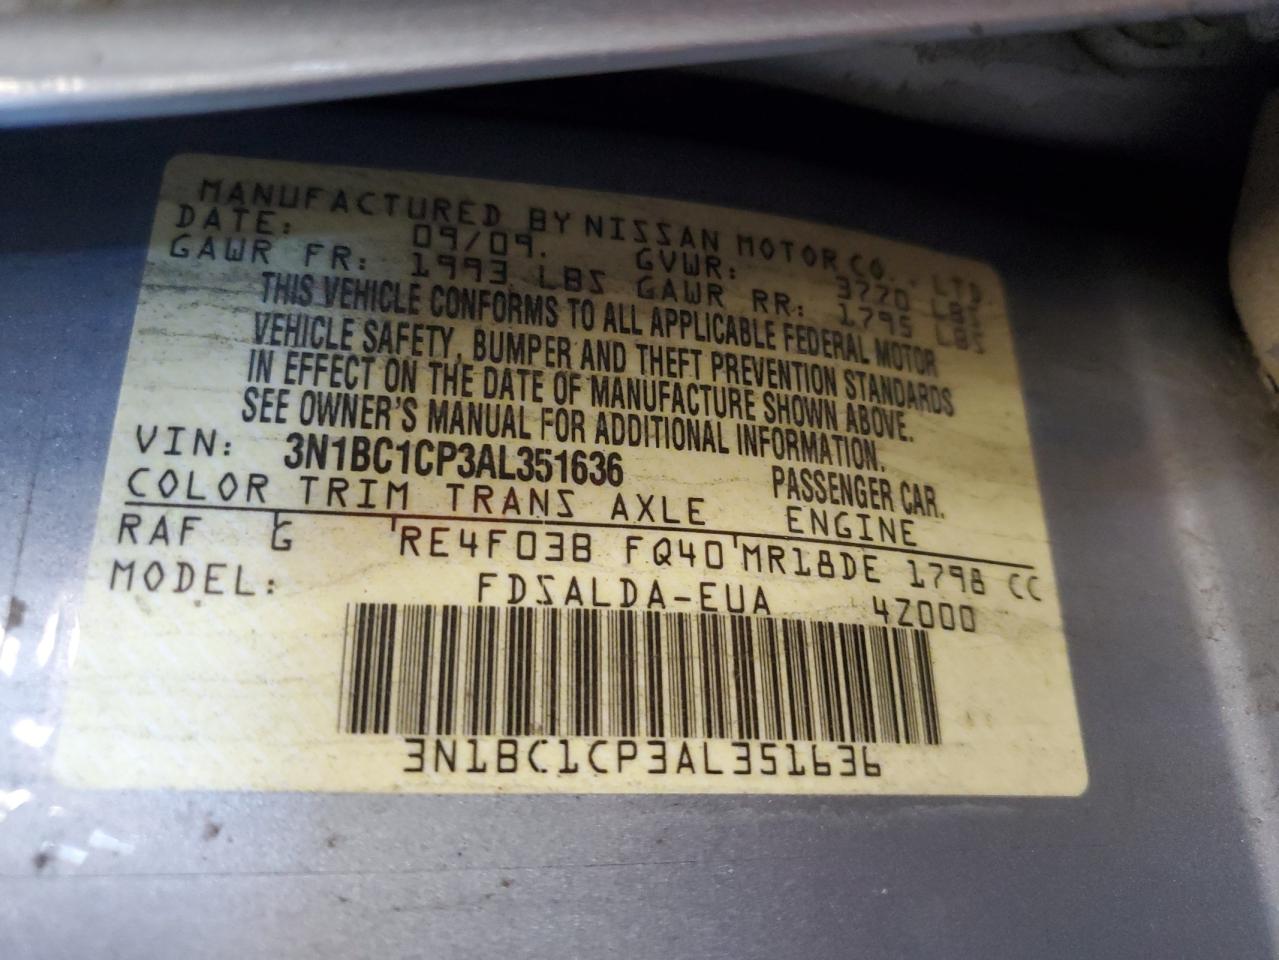 MANUFACTURED BY NISSAN MOTOR CO., LTD
DATE: 09/09. GVWR: 3770 LBS
GAWR FR: 1993 LBS GAWR RR: 1795 LBS
THIS VEHICLE CONFORMS TO ALL APPLICABLE FEDERAL MOTOR
VEHICLE SAFETY, BUMPER AND THEFT PREVENTION STANDARDS
IN EFFECT ON THE DATE OF MANUFACTURE SHOWN ABOVE.
SEE OWNER'S MANUAL FOR ADDITIONAL INFORMATION.
VIN: 3N1BC1CP3AL351636 PASSENGER CAR.
COLOR TRIM TRANS AXLE ENGINE
RAF G RE4F03B FQ40 MR18DE 1798 CC
MODEL: FDSALDA-EUA 4Z000
3N1BC1CP3AL351636